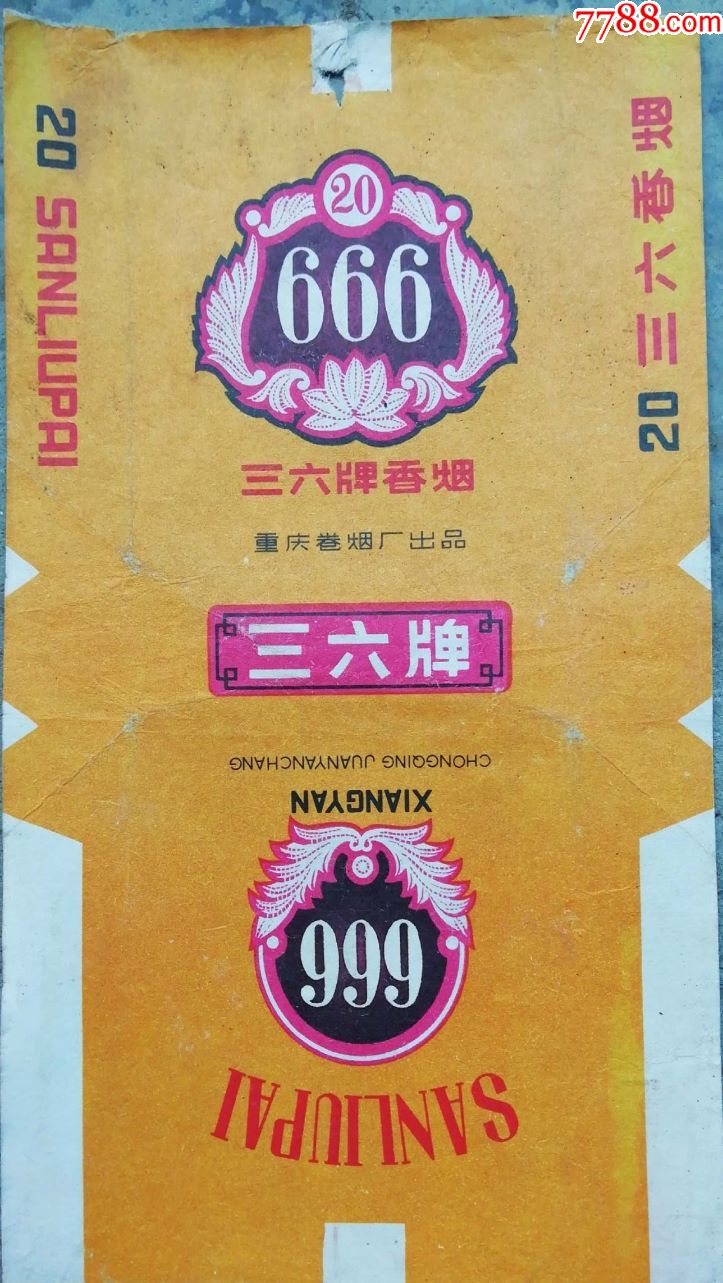 7788.com
20 SANLIUPAI
20
666
三六牌香烟
重庆卷烟厂出品
20 三六香烟
三六牌
CHONGQING JUANYANCHANG
XIANGYAN
666
SANLIUPAI